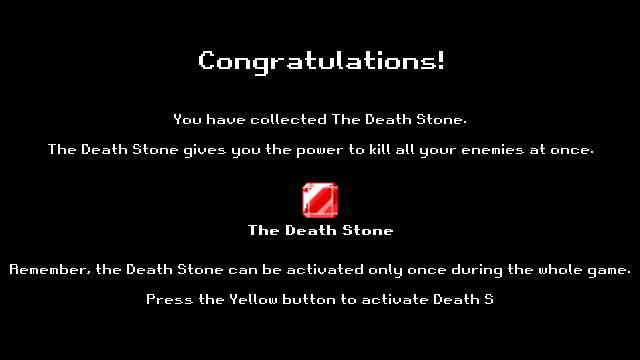 Congratulations!
You have collected The Death Stone.
The Death Stone gives you the power to kill all your enemies at once.
The Death Stone
Remember, the Death Stone can be activated only once during the whole game.
Press the Yellow button to activate Death S